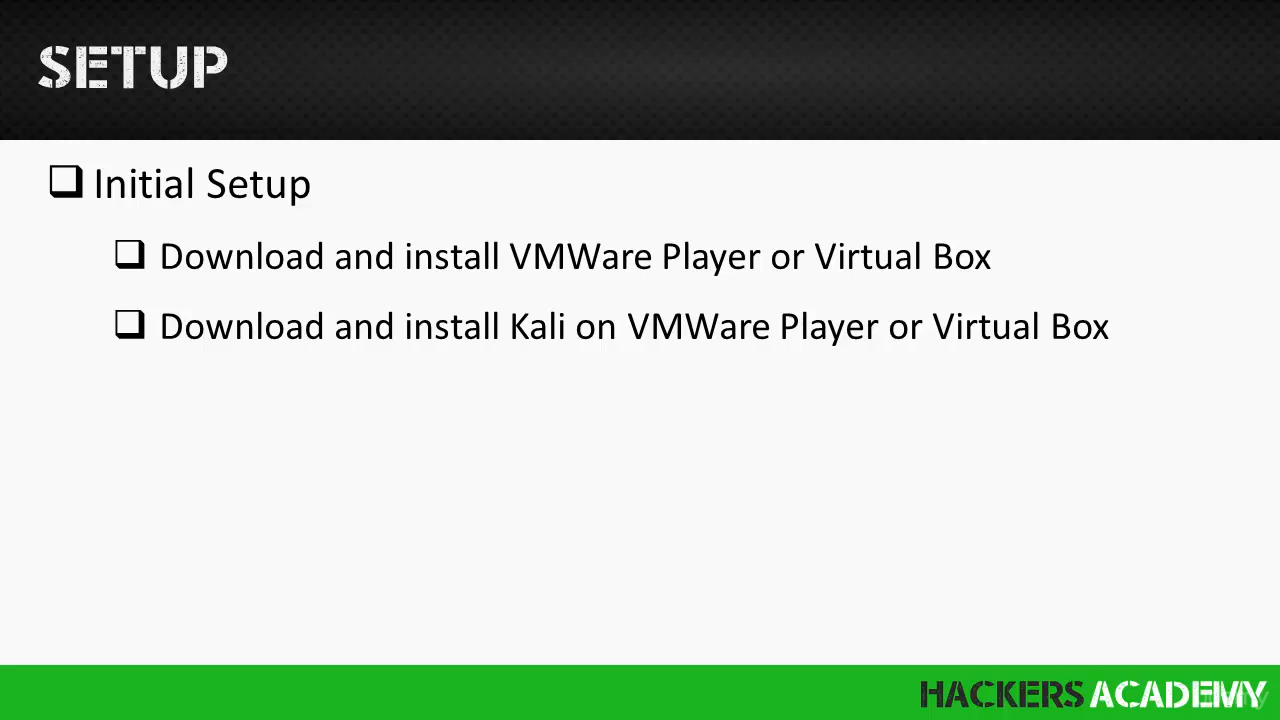 SETUP
Initial Setup
Download and install VMWare Player or Virtual Box
Download and install Kali on VMWare Player or Virtual Box
HACKERS ACADEMY